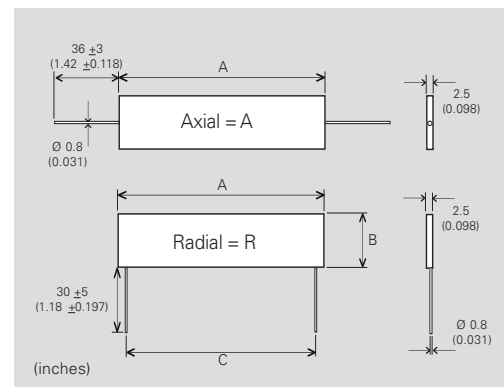 36 ±3
(1.42 ±0.118)
A
2.5
(0.098)
Axial = A
Ø 0.8
(0.031)
A
2.5
(0.098)
Radial = R
B
30 ±5
(1.18 ±0.197)
Ø 0.8
(0.031)
C
(inches)